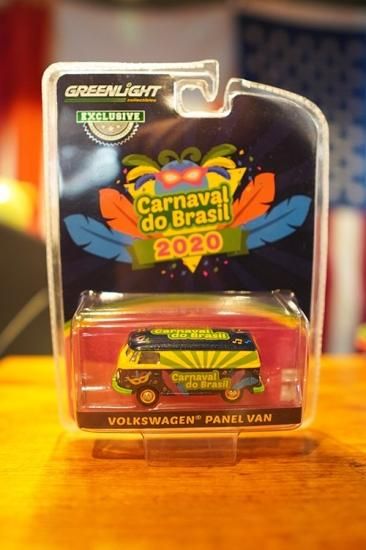 GREENLIGHT
collectibles
EXCLUSIVE
Carnaval
do Brasil
2020
Carnaval
do Brasil
Carnaval
do Brasil
VOLKSWAGEN® PANEL VAN